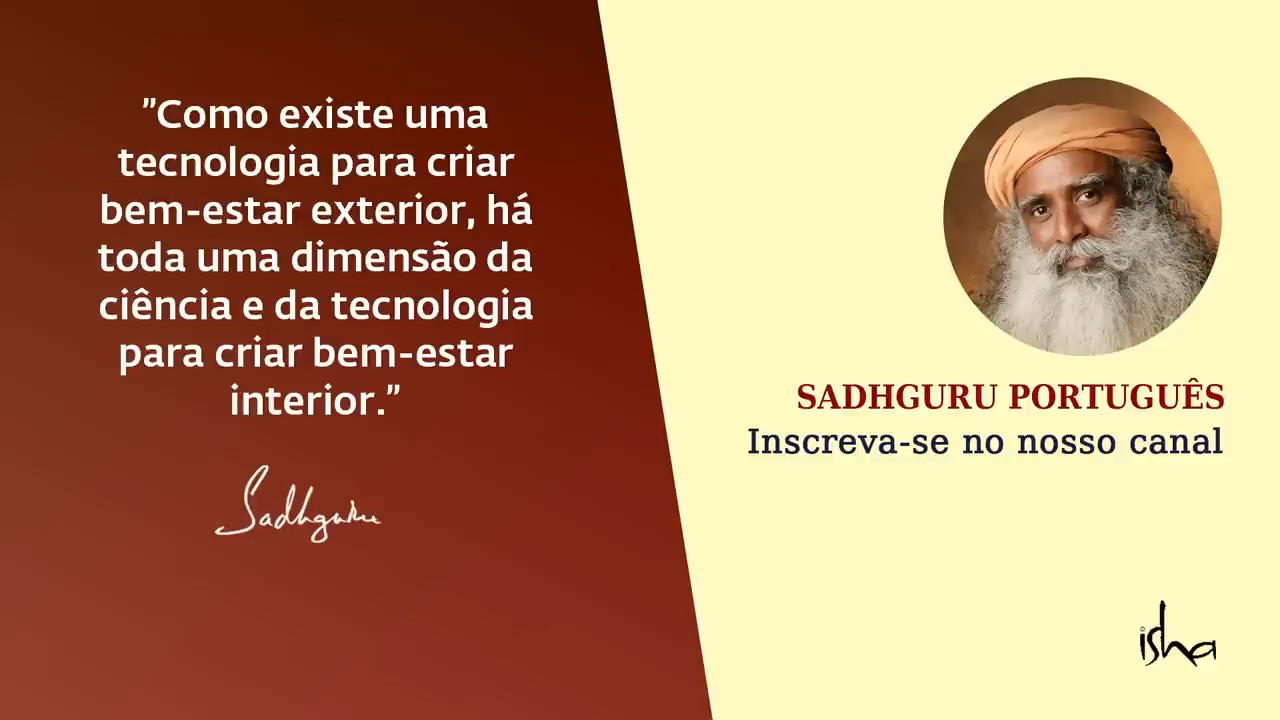 "Como existe uma
tecnologia para criar
bem-estar exterior, há
toda uma dimensão da
ciência e da tecnologia
para criar bem-estar
interior."
Sadhguru
SADHGURU PORTUGUÊS
Inscreva-se no nosso canal
isha